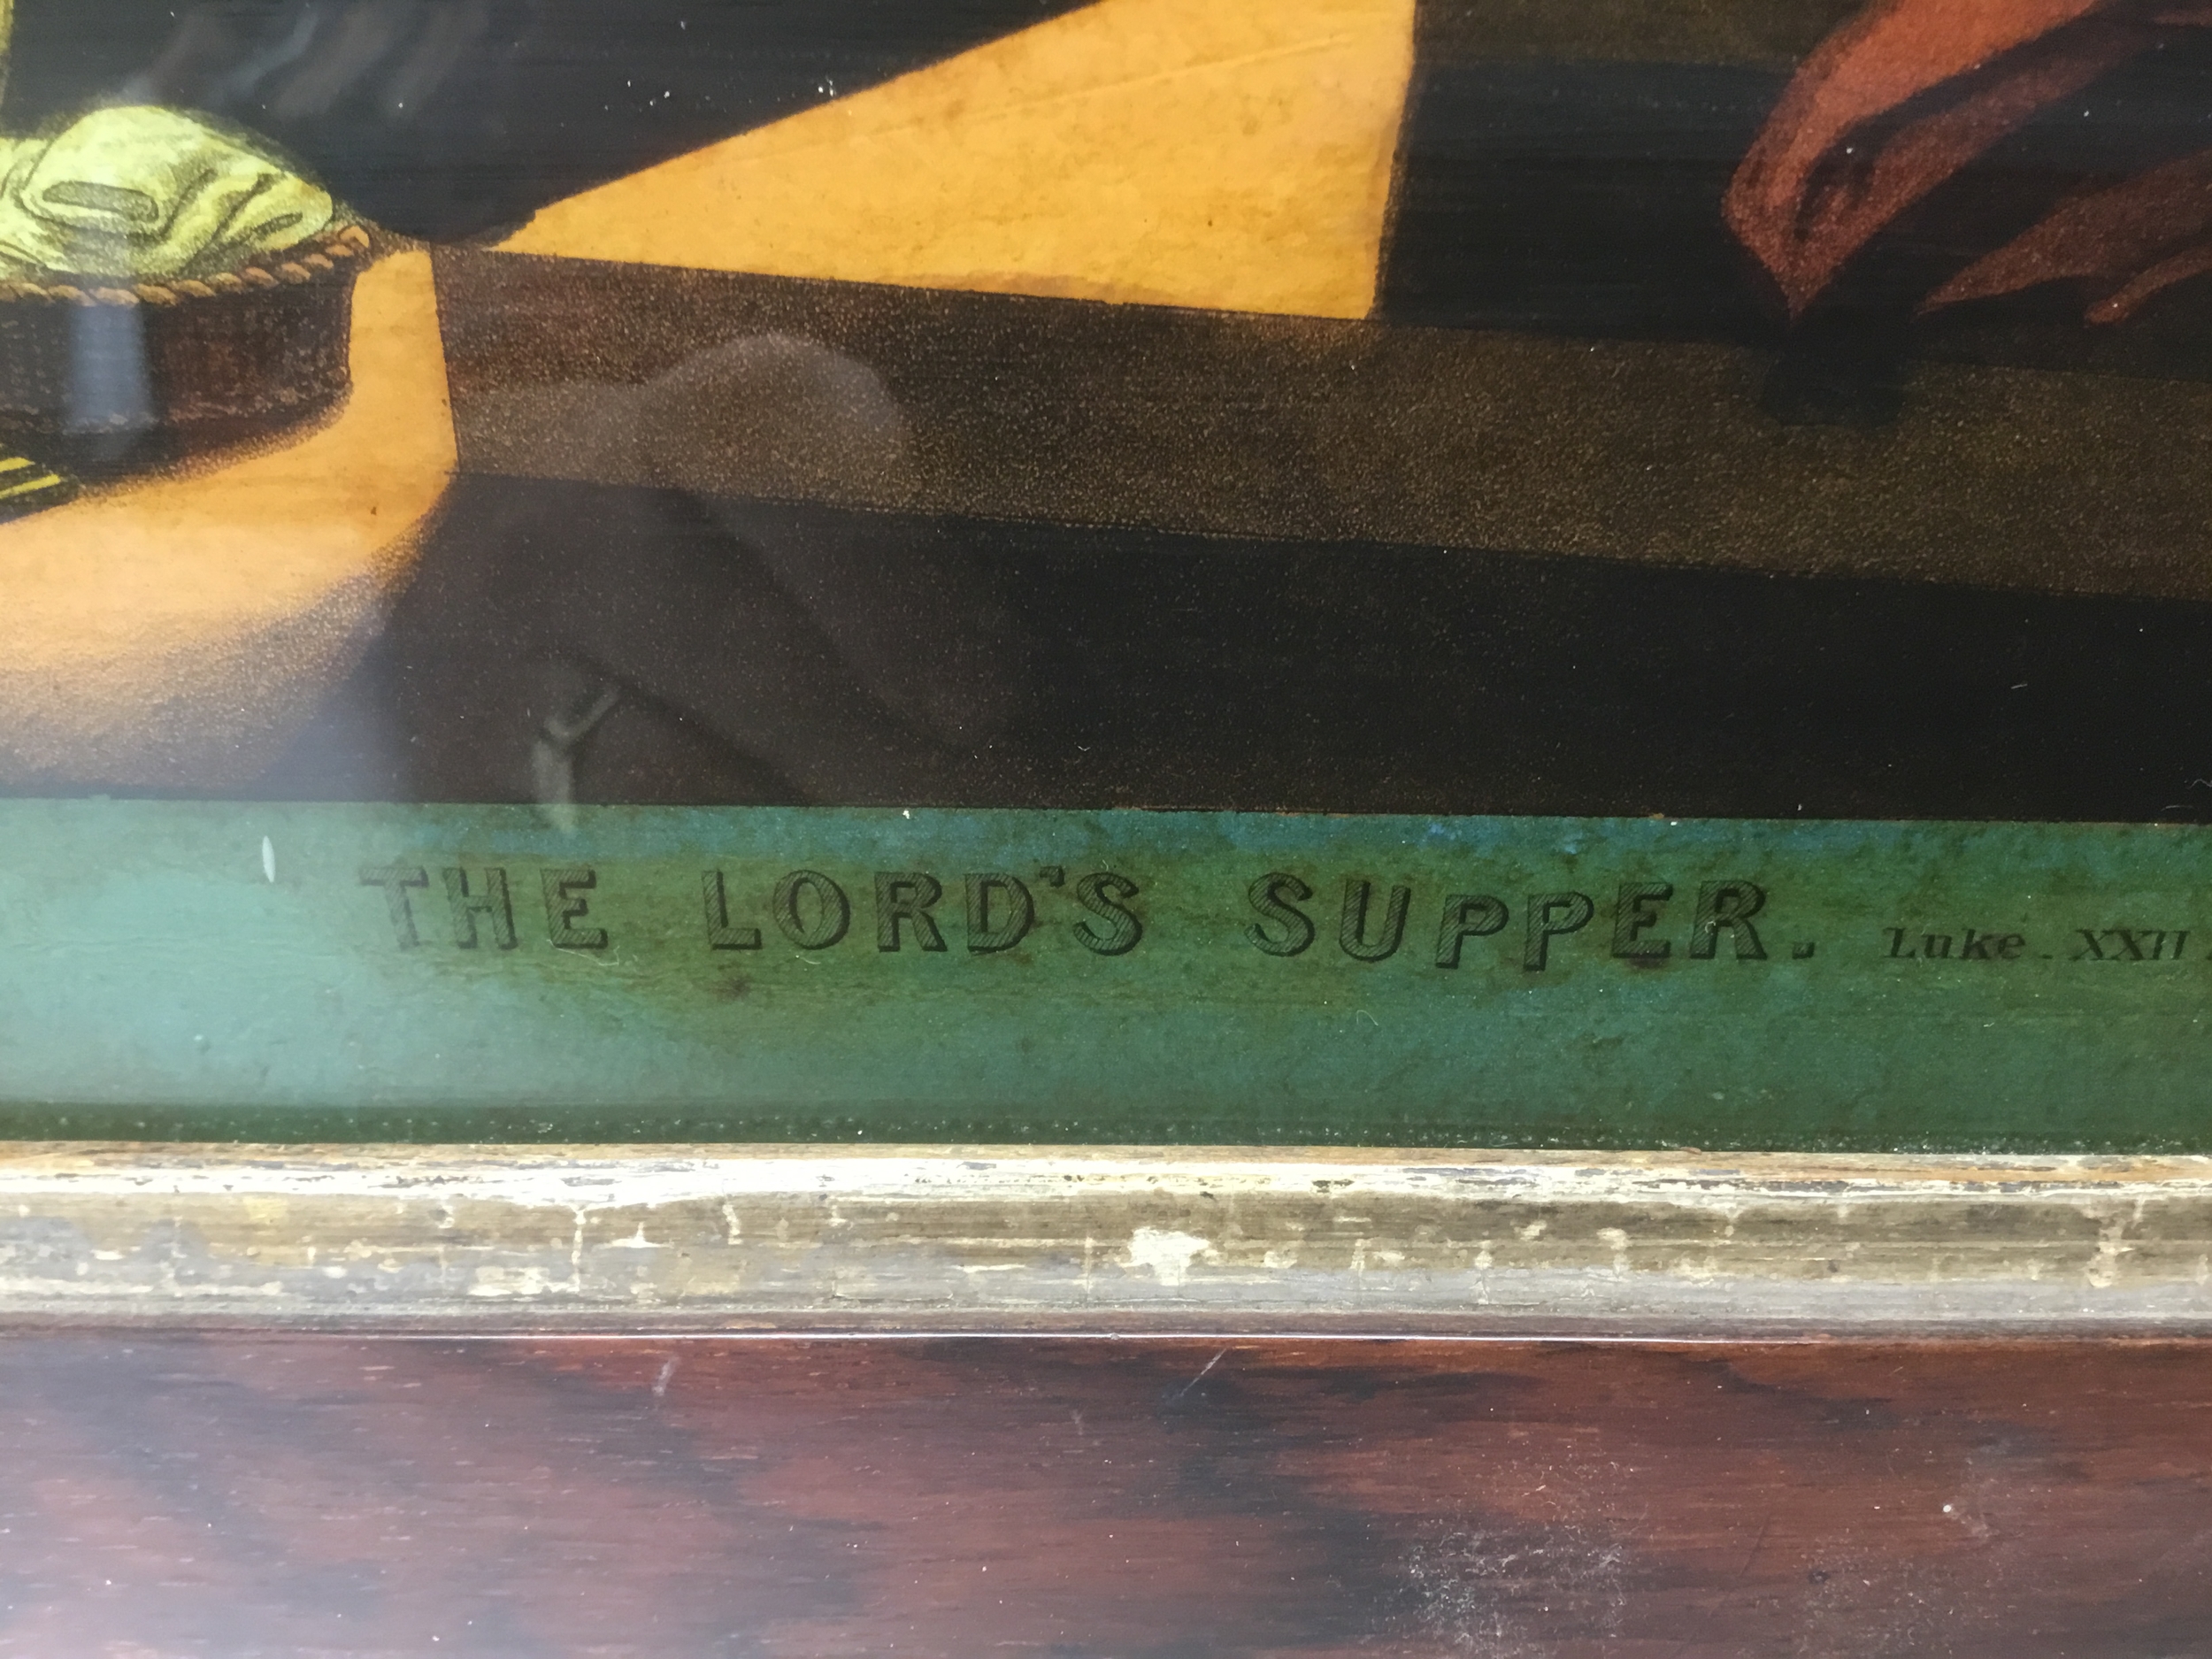 THE LORD'S SUPPER. Luke. XXII.